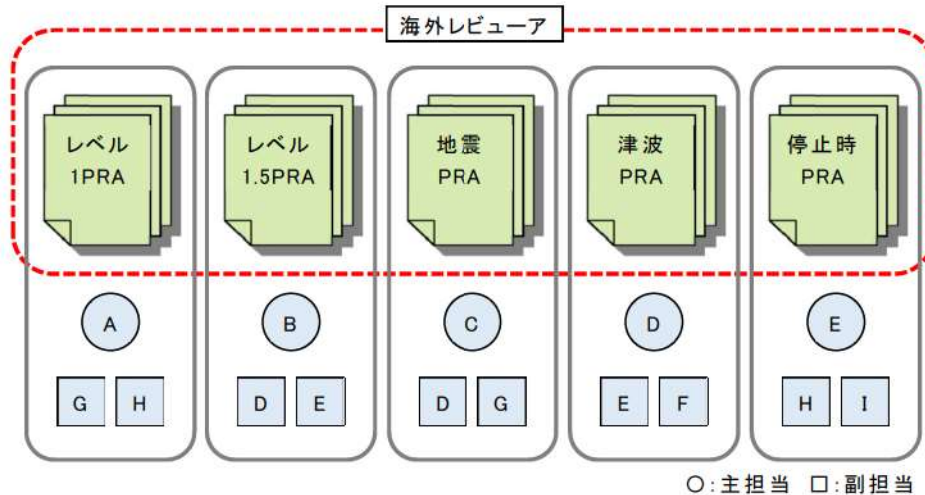 海外レビューア
レベル
1PRA
レベル
1.5PRA
地震
PRA
津波
PRA
停止時
PRA
A
B
C
D
E
G H
D E
D G
E F
H I
○:主担当 □:副担当